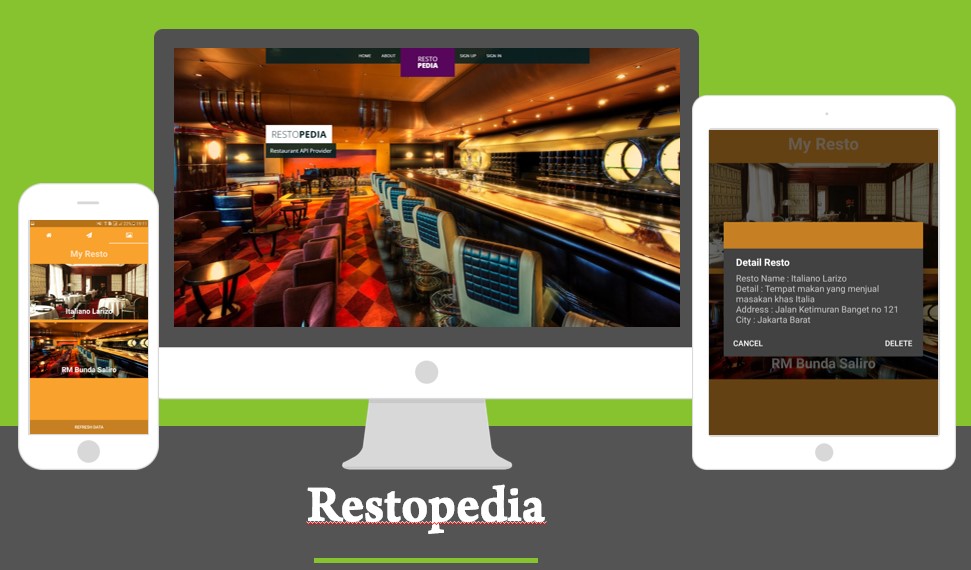 HOME ABOUT
RESTO
PEDIA
SIGN UP SIGN IN
RESTOPEDIA
Restaurant API Provider
My Resto
Italiano Larizo
RM Bunda Saliro
REFRESH DATA
My Resto
Detail Resto
Resto Name : Italiano Larizo
Detail : Tempat makan yang menjual
masakan khas Italia
Address : Jalan Ketimuran Banget no 121
City : Jakarta Barat
CANCEL DELETE
RM Bunda Saliro
Restopedia